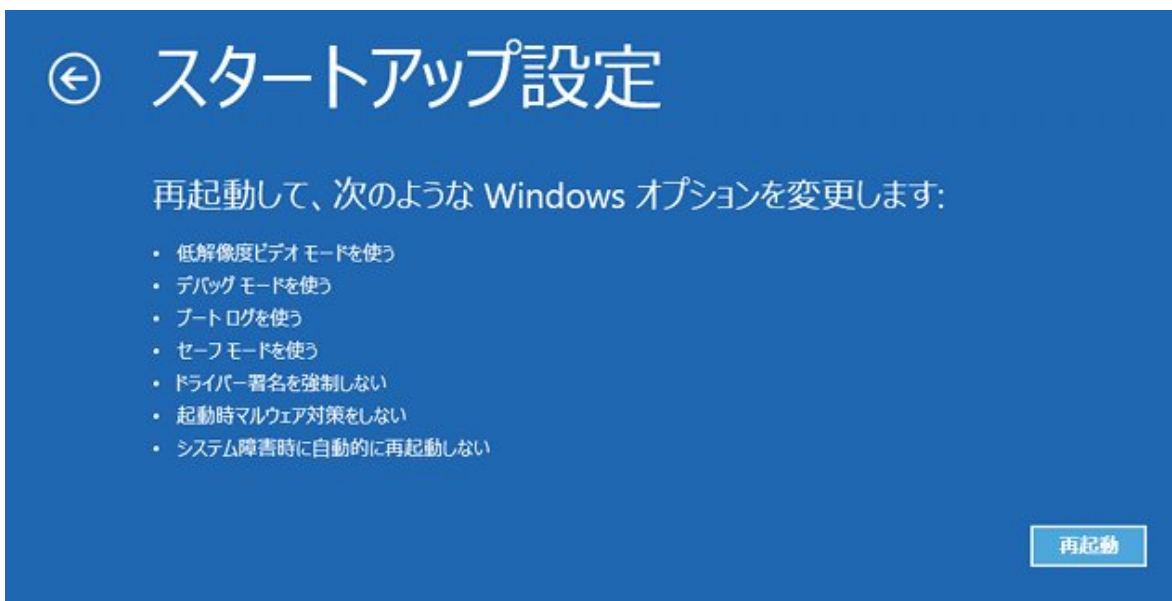 スタートアップ設定
再起動して、次のような Windows オプションを変更します:
• 低解像度ビデオ モードを使う
• デバッグ モードを使う
• ブート ログを使う
• セーフ モードを使う
• ドライバー署名を強制しない
• 起動時マルウェア対策をしない
• システム障害時に自動的に再起動しない
再起動